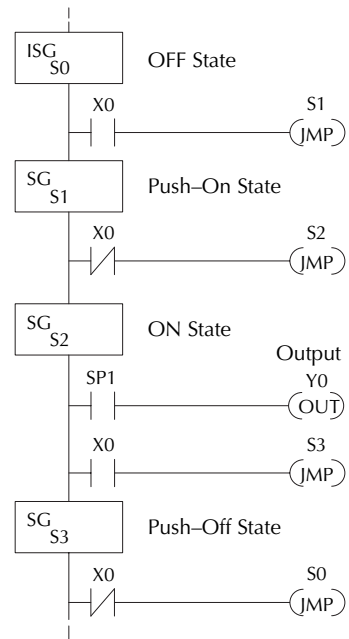 ISG
S0
OFF State
X0
S1
JMP
SG
S1
Push–On State
X0
S2
JMP
SG
S2
ON State
Output
SP1
Y0
OUT
X0
S3
JMP
SG
S3
Push–Off State
X0
S0
JMP